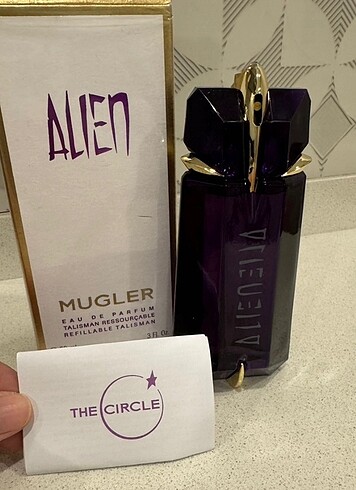 ALIEN
MUGLER
EAU DE PARFUM
TALISMAN RESSOURÇABLE
REFILLABLE TALISMAN
3 FL Oz
ALIEN
THE CIRCLE